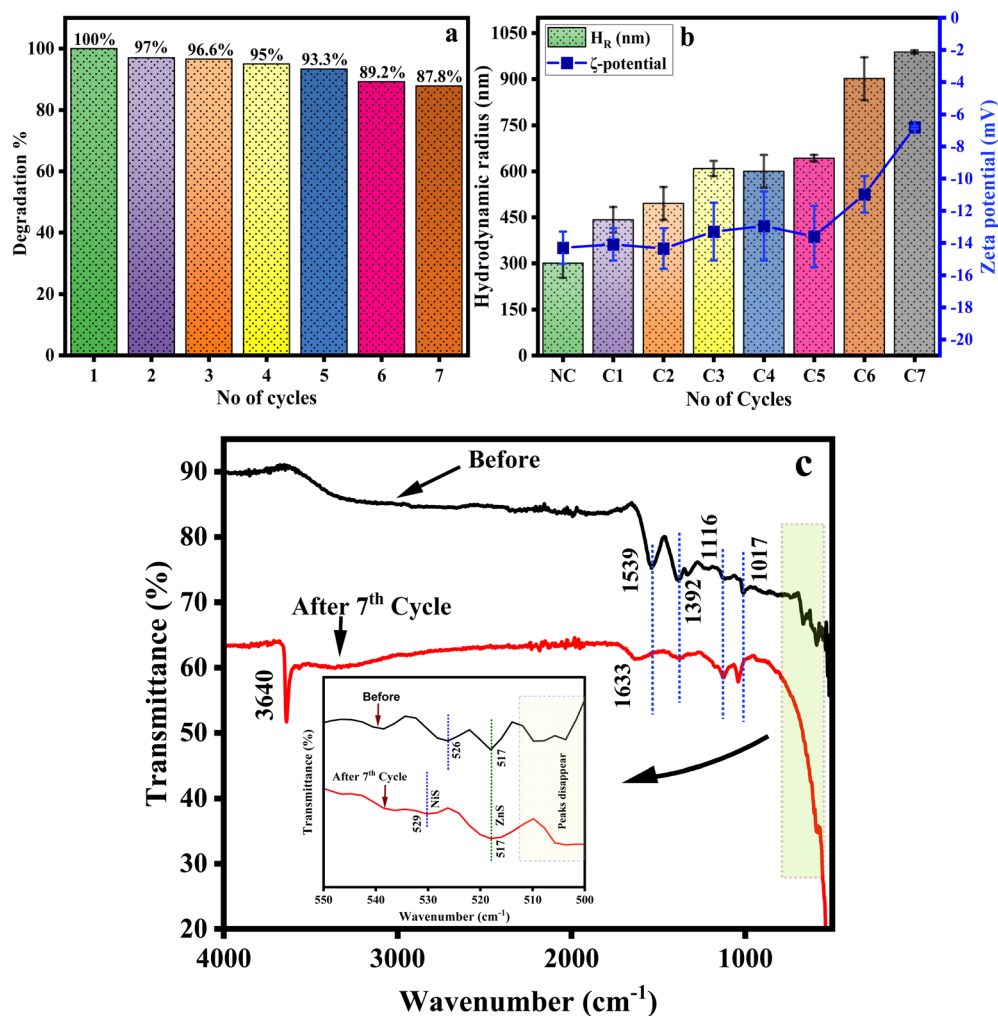 a
100%
97%
96.6%
95%
93.3%
89.2%
87.8%
100
80
60
40
20
0
Degradation %
1 2 3 4 5 6 7
No of cycles
b
H_R (nm)
ζ-potential
1050
900
750
600
450
300
150
0
Hydrodynamic radius (nm)
0
-2
-4
-6
-8
-10
-12
-14
-16
-18
-20
Zeta potential (mV)
NC C1 C2 C3 C4 C5 C6 C7
No of Cycles
c
Before
After 7th Cycle
3640
1633
1539
1392
1116
1017
90
80
70
60
50
40
30
20
Transmittance (%)
4000 3000 2000 1000
Wavenumber (cm-1)
Before
After 7th Cycle
526
517
529
NiS
517
ZnS
Peaks disappear
Transmittance (%)
550 540 530 520 510 500
Wavenumber (cm-1)